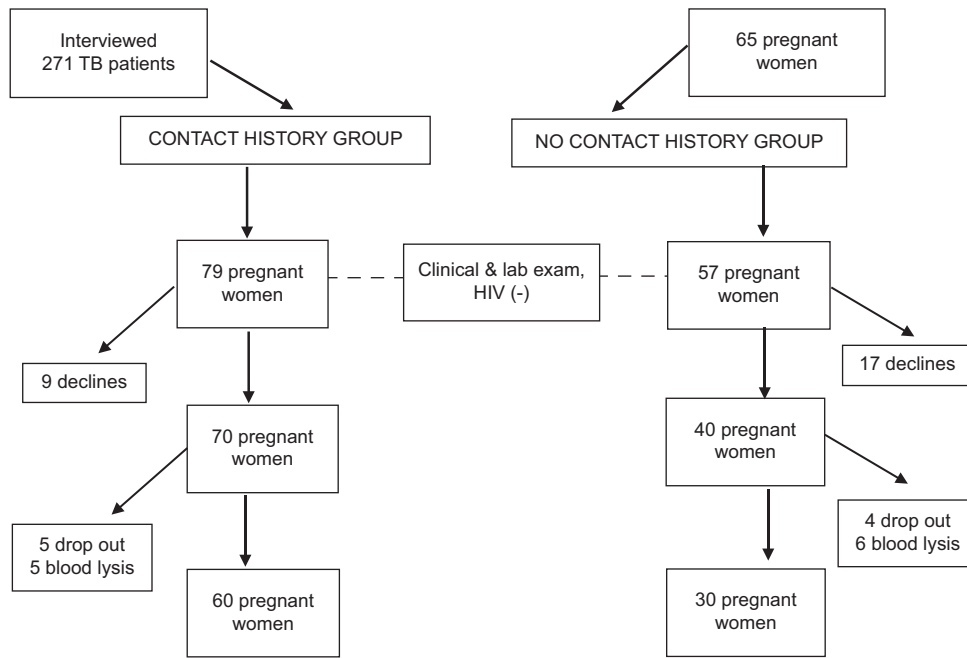 Interviewed
271 TB patients
65 pregnant
women
CONTACT HISTORY GROUP
NO CONTACT HISTORY GROUP
79 pregnant
women
Clinical & lab exam,
HIV (-)
57 pregnant
women
9 declines
17 declines
70 pregnant
women
40 pregnant
women
5 drop out
5 blood lysis
4 drop out
6 blood lysis
60 pregnant
women
30 pregnant
women